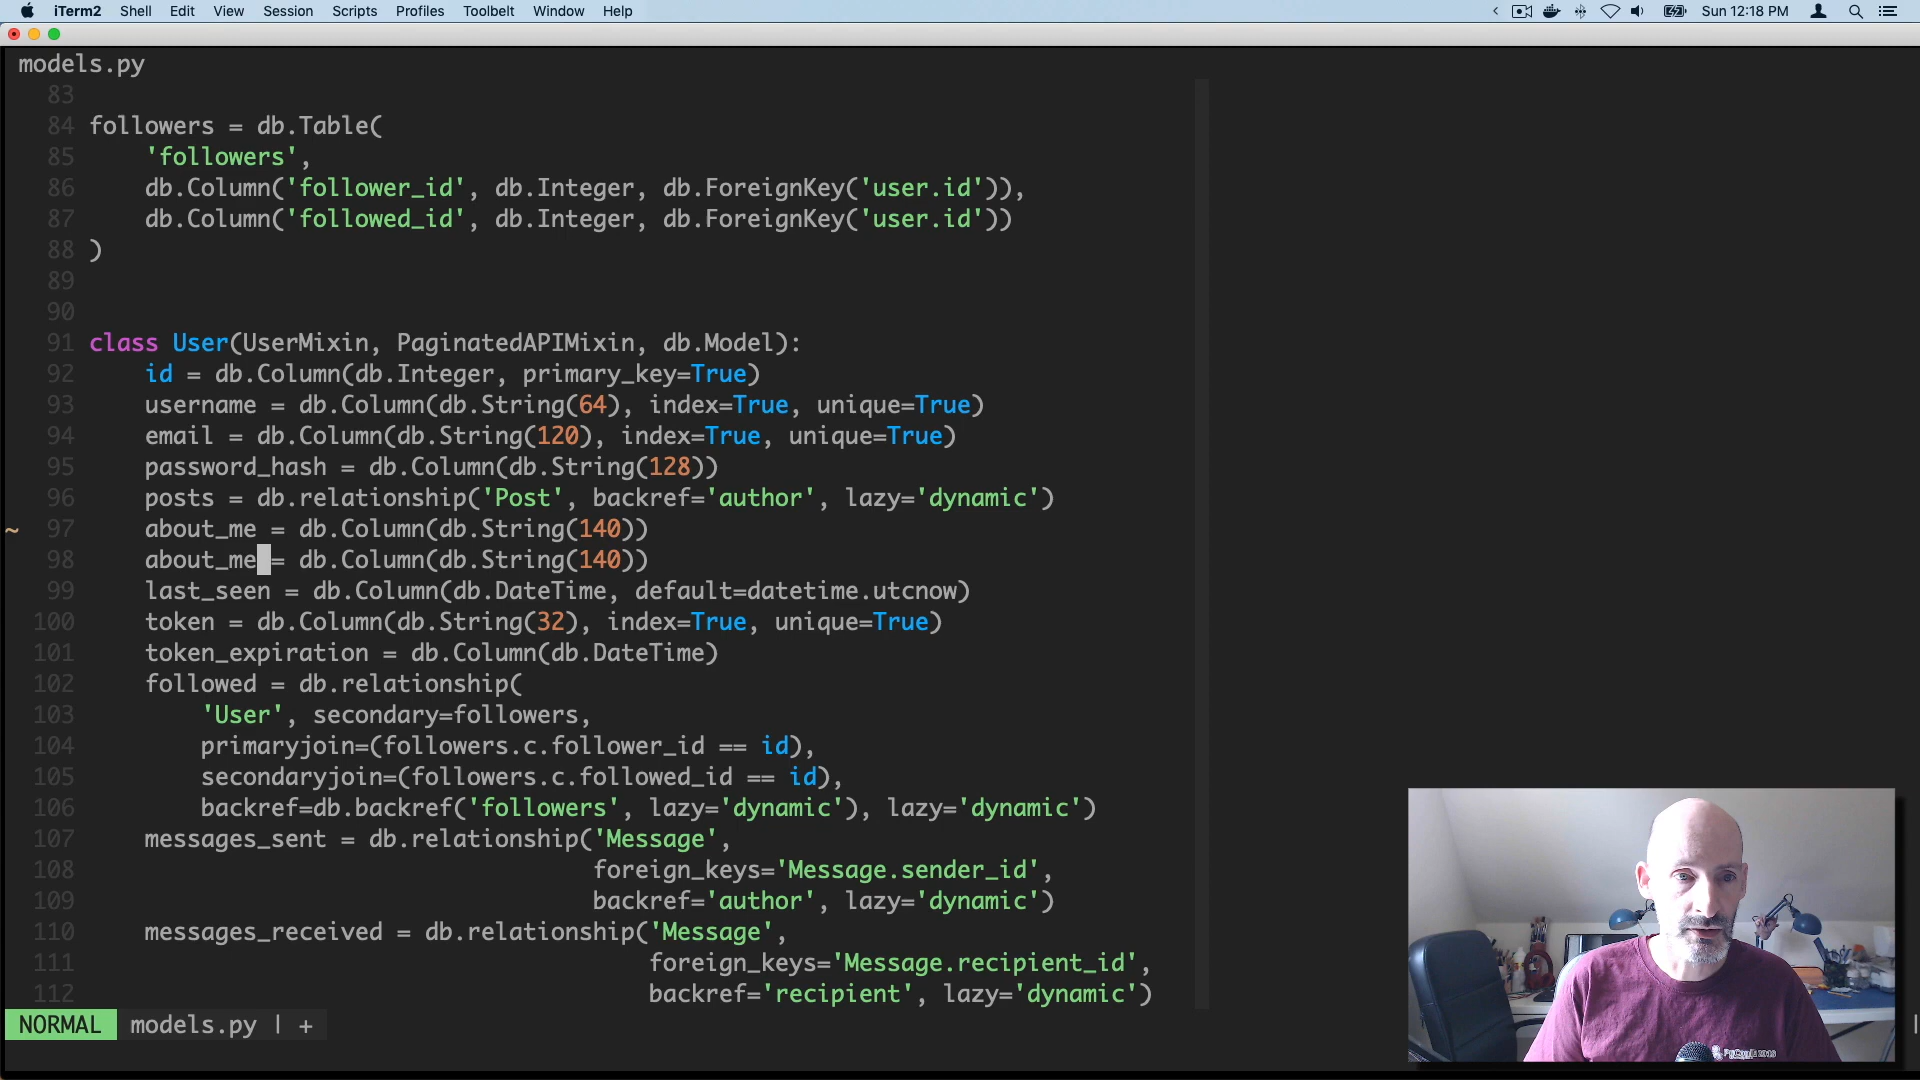 iTerm2 Shell Edit View Session Scripts Profiles Toolbelt Window Help Sun 12:18 PM
models.py
83
84 followers = db.Table(
85     'followers',
86     db.Column('follower_id', db.Integer, db.ForeignKey('user.id')),
87     db.Column('followed_id', db.Integer, db.ForeignKey('user.id'))
88 )
89
90
91 class User(UserMixin, PaginatedAPIMixin, db.Model):
92     id = db.Column(db.Integer, primary_key=True)
93     username = db.Column(db.String(64), index=True, unique=True)
94     email = db.Column(db.String(120), index=True, unique=True)
95     password_hash = db.Column(db.String(128))
96     posts = db.relationship('Post', backref='author', lazy='dynamic')
~ 97     about_me = db.Column(db.String(140))
98     about_me = db.Column(db.String(140))
99     last_seen = db.Column(db.DateTime, default=datetime.utcnow)
100     token = db.Column(db.String(32), index=True, unique=True)
101     token_expiration = db.Column(db.DateTime)
102     followed = db.relationship(
103         'User', secondary=followers,
104         primaryjoin=(followers.c.follower_id == id),
105         secondaryjoin=(followers.c.followed_id == id),
106         backref=db.backref('followers', lazy='dynamic'), lazy='dynamic')
107     messages_sent = db.relationship('Message',
108                                     foreign_keys='Message.sender_id',
109                                     backref='author', lazy='dynamic')
110     messages_received = db.relationship('Message',
111                                         foreign_keys='Message.recipient_id',
112                                         backref='recipient', lazy='dynamic')
NORMAL models.py | +